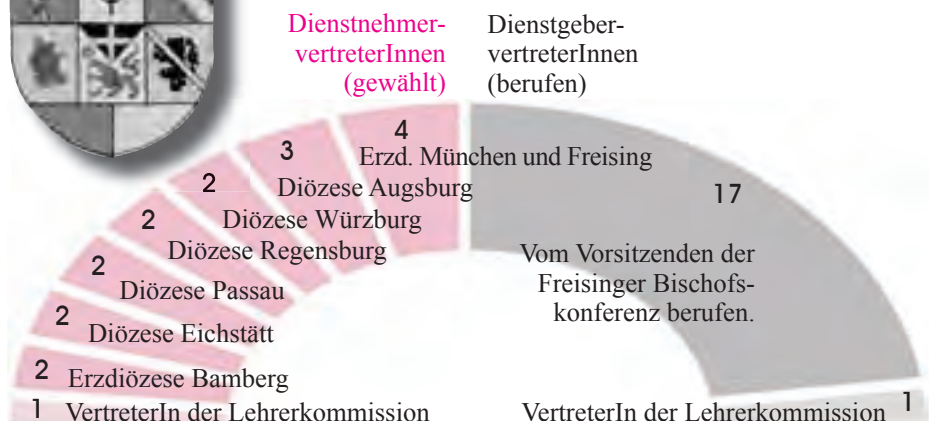 Dienstnehmer-
vertreterInnen
(gewählt)
Dienstgeber-
vertreterInnen
(berufen)
4
Erzd. München und Freising
3
Diözese Augsburg
2
Diözese Würzburg
2
Diözese Regensburg
2
Diözese Passau
2
Diözese Eichstätt
2
Erzdiözese Bamberg
1 VertreterIn der Lehrerkommission
17
Vom Vorsitzenden der
Freisinger Bischofs-
konferenz berufen.
VertreterIn der Lehrerkommission 1